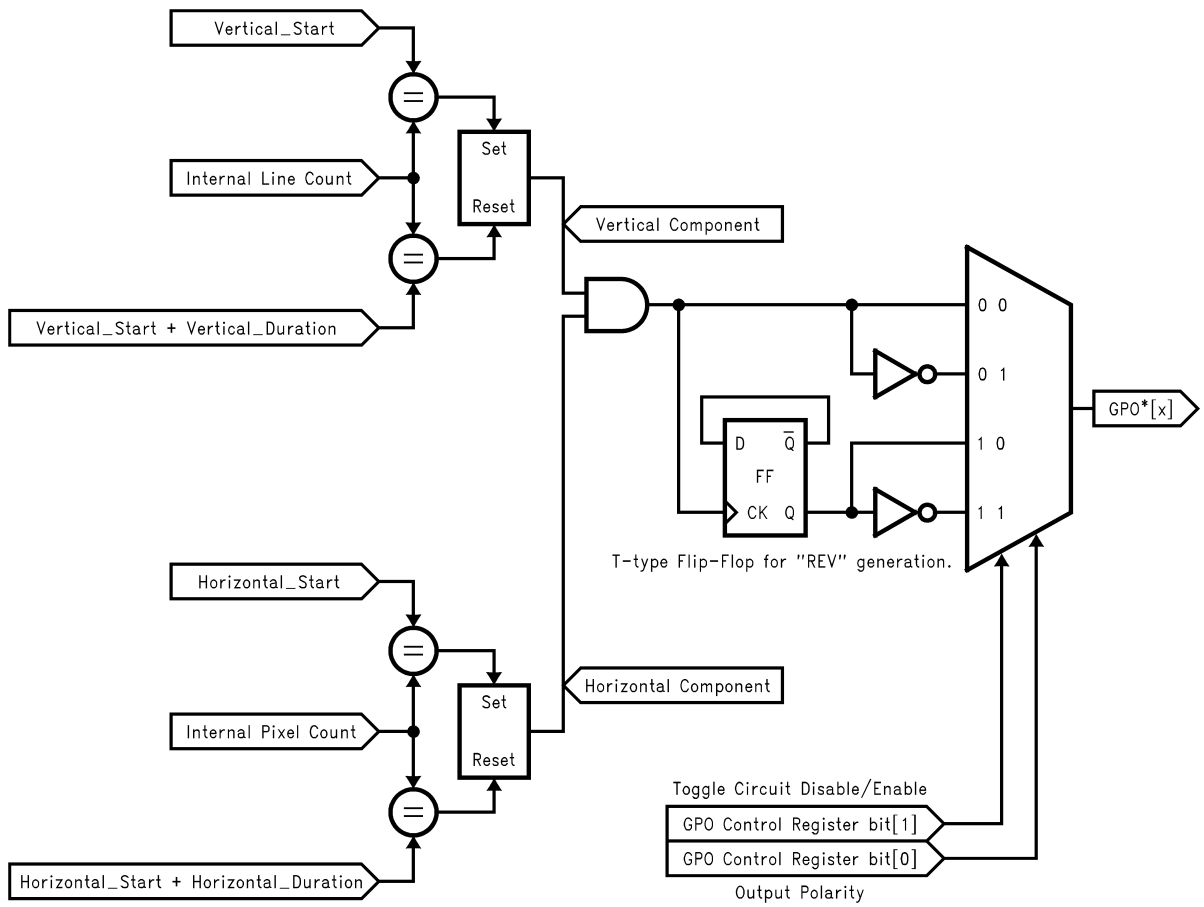 Vertical_Start
=
Set
Internal Line Count
Reset
Vertical Component
=
Vertical_Start + Vertical_Duration
0 0
0 1
GPO*[x]
D Q̅
1 0
FF
CK Q
1 1
T-type Flip-Flop for "REV" generation.
Horizontal_Start
=
Set
Horizontal Component
Internal Pixel Count
Reset
=
Horizontal_Start + Horizontal_Duration
Toggle Circuit Disable/Enable
GPO Control Register bit[1]
GPO Control Register bit[0]
Output Polarity